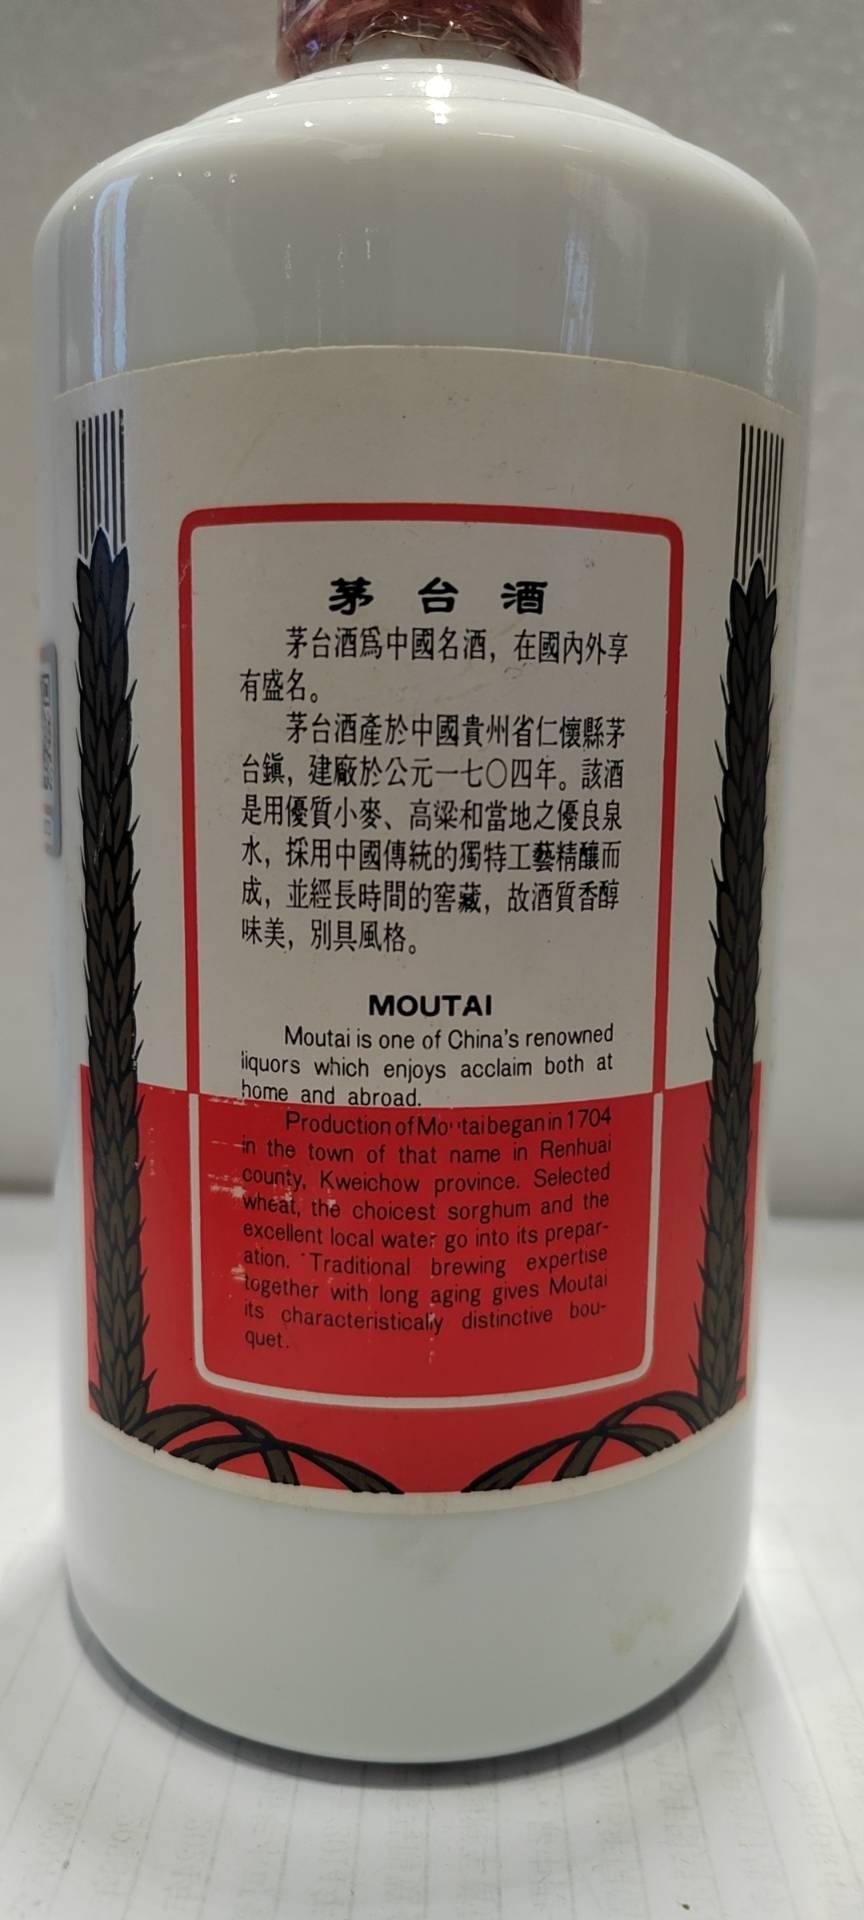 茅台酒
茅台酒爲中國名酒，在國內外享
有盛名。
茅台酒產於中國貴州省仁懷縣茅
台鎮，建廠於公元一七〇四年。該酒
是用優質小麥、高粱和當地之優良泉
水，採用中國傳統的獨特工藝精釀而
成，並經長時間的窖藏，故酒質香醇
味美，別具風格。
MOUTAI
Moutai is one of China's renowned
liquors which enjoys acclaim both at
home and abroad.
Production of Moutai began in 1704
in the town of that name in Renhuai
county, Kweichow province. Selected
wheat, the choicest sorghum and the
excellent local water go into its prepar-
ation. Traditional brewing expertise
together with long aging gives Moutai
its characteristically distinctive bou-
quet.